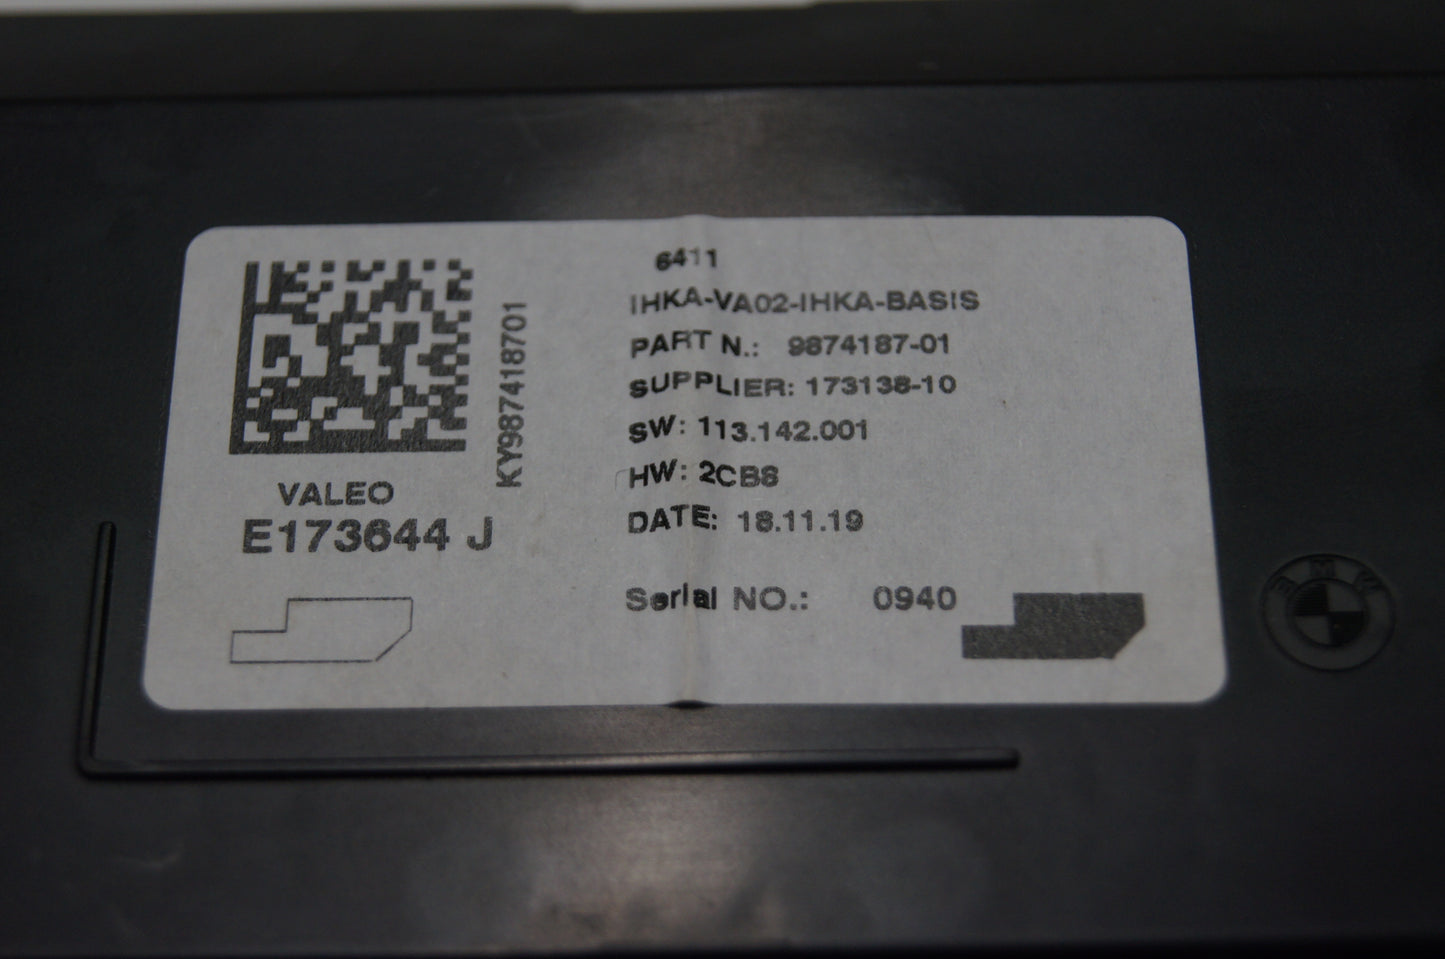 6411
IHKA-VA02-IHKA-BASIS
PART N.: 9874187-01
SUPPLIER: 173138-10
SW: 113.142.001
HW: 2CB8
DATE: 18.11.19
Serial NO.: 0940
KY987418701
VALEO
E173644 J
BMW